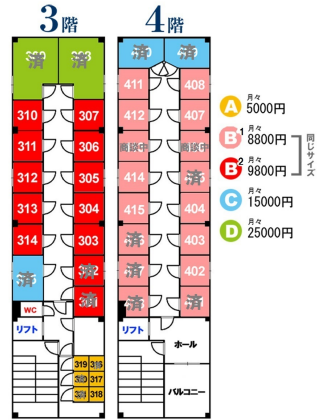 3階
4階
済
済
310
307
311
306
312
305
313
304
314
303
済
済
済
WC
リフト
319
317
318
済
済
411
408
412
407
商談中
商談中
414
済
415
404
済
403
済
402
済
済
リフト
ホール
バルコニー
A 月々
5000円
B1 月々
8800円
B2 月々
9800円
同じサイズ
C 月々
15000円
D 月々
25000円